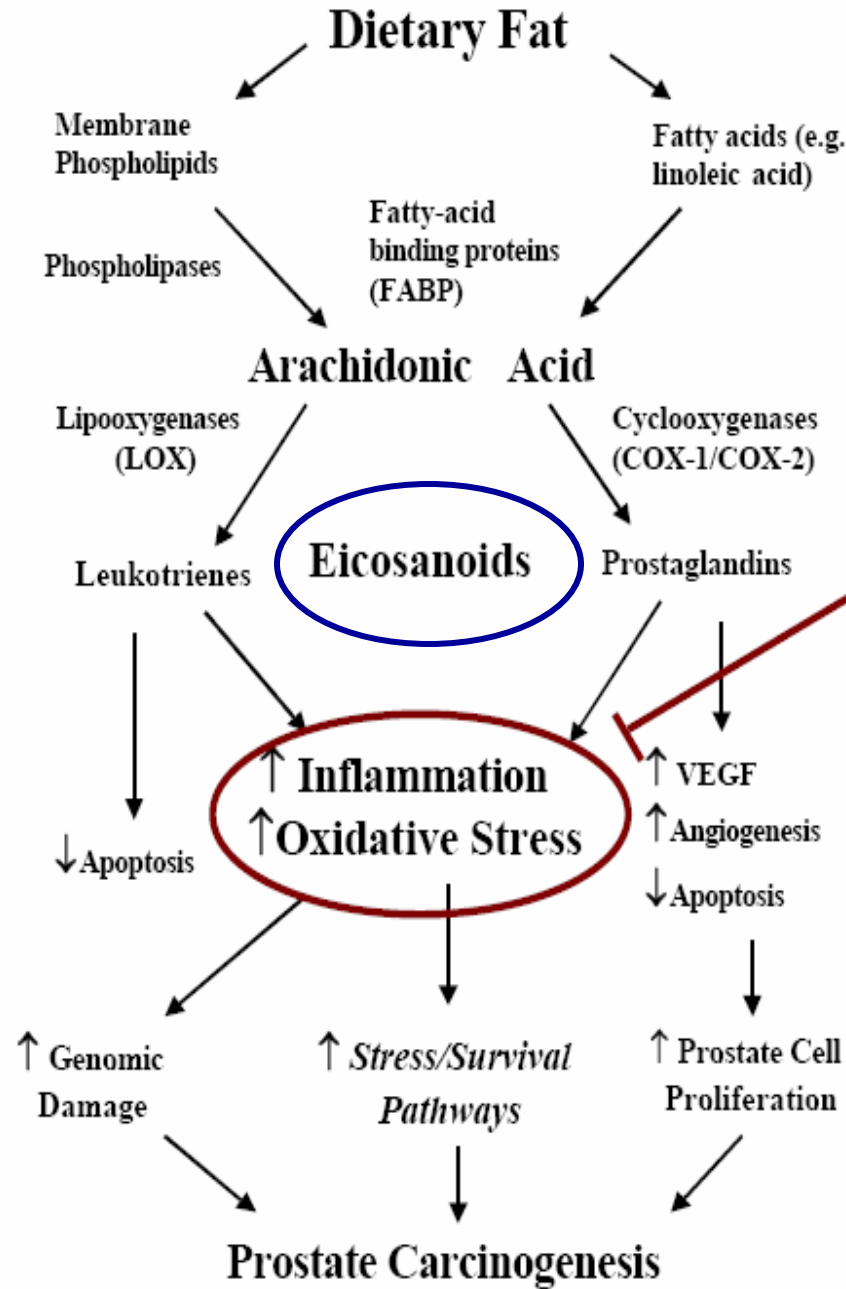 Dietary Fat
Membrane
Phospholipids
Fatty acids (e.g.
linoleic acid)
Fatty-acid
binding proteins
(FABP)
Phospholipases
Arachidonic Acid
Lipooxygenases
(LOX)
Cyclooxygenases
(COX-1/COX-2)
Leukotrienes
Eicosanoids
Prostaglandins
↑ Inflammation
↑Oxidative Stress
↑ VEGF
↑ Angiogenesis
↓Apoptosis
↓Apoptosis
↑ Genomic
Damage
↑ Stress/Survival
Pathways
↑ Prostate Cell
Proliferation
Prostate Carcinogenesis